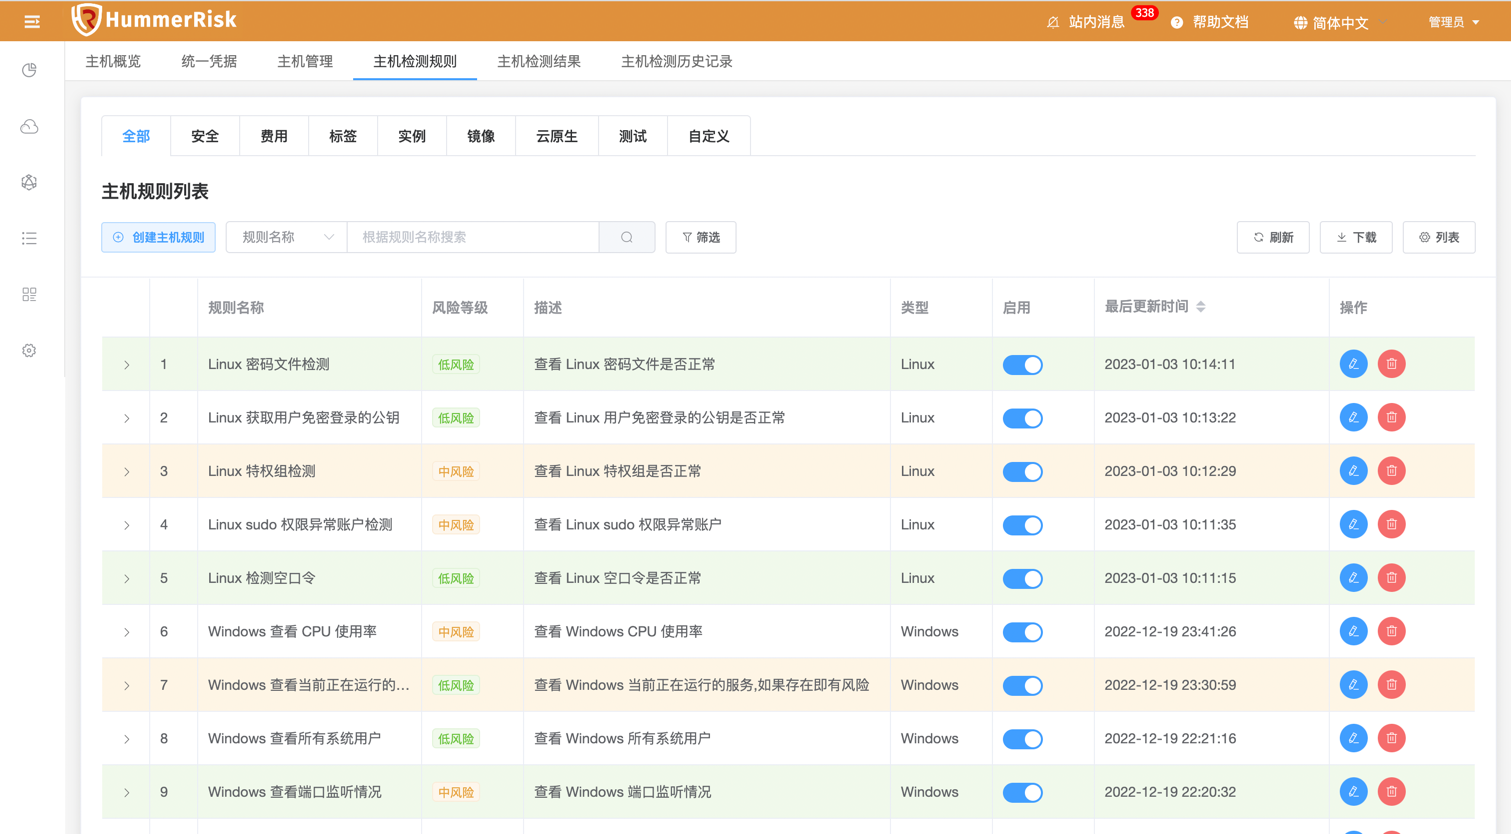 HummerRisk
站内消息 338 帮助文档 简体中文 管理员
主机概览 统一凭据 主机管理 主机检测规则 主机检测结果 主机检测历史记录
全部 安全 费用 标签 实例 镜像 云原生 测试 自定义
主机规则列表
创建主机规则 规则名称 根据规则名称搜索 筛选 刷新 下载 列表
规则名称 风险等级 描述 类型 启用 最后更新时间 操作
1 Linux 密码文件检测 低风险 查看 Linux 密码文件是否正常 Linux 2023-01-03 10:14:11
2 Linux 获取用户免密登录的公钥 低风险 查看 Linux 用户免密登录的公钥是否正常 Linux 2023-01-03 10:13:22
3 Linux 特权组检测 中风险 查看 Linux 特权组是否正常 Linux 2023-01-03 10:12:29
4 Linux sudo 权限异常账户检测 中风险 查看 Linux sudo 权限异常账户 Linux 2023-01-03 10:11:35
5 Linux 检测空口令 低风险 查看 Linux 空口令是否正常 Linux 2023-01-03 10:11:15
6 Windows 查看 CPU 使用率 中风险 查看 Windows CPU 使用率 Windows 2022-12-19 23:41:26
7 Windows 查看当前正在运行的... 低风险 查看 Windows 当前正在运行的服务,如果存在即有风险 Windows 2022-12-19 23:30:59
8 Windows 查看所有系统用户 低风险 查看 Windows 所有系统用户 Windows 2022-12-19 22:21:16
9 Windows 查看端口监听情况 中风险 查看 Windows 端口监听情况 Windows 2022-12-19 22:20:32